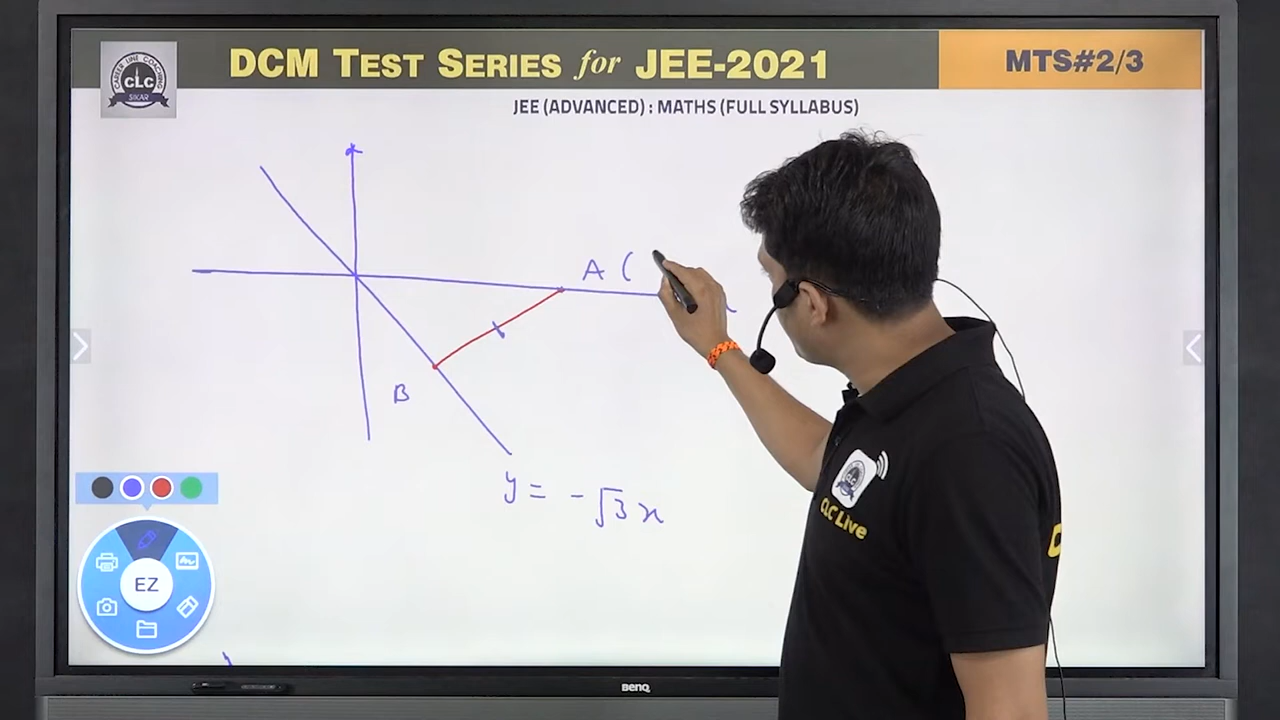 CAREER LINE COACHING
CLC
SIKAR
DCM TEST SERIES for JEE-2021
MTS#2/3
JEE (ADVANCED) : MATHS (FULL SYLLABUS)
A (
B
y = -√3x
EZ
CLC Live
BenQ